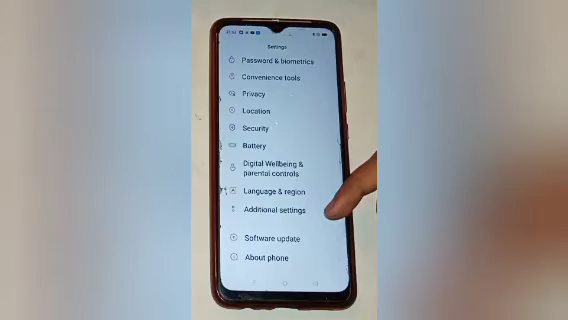 Settings
Password & biometrics
Convenience tools
Privacy
Location
Security
Battery
Digital Wellbeing &
parental controls
Language & region
Additional settings
Software update
About phone